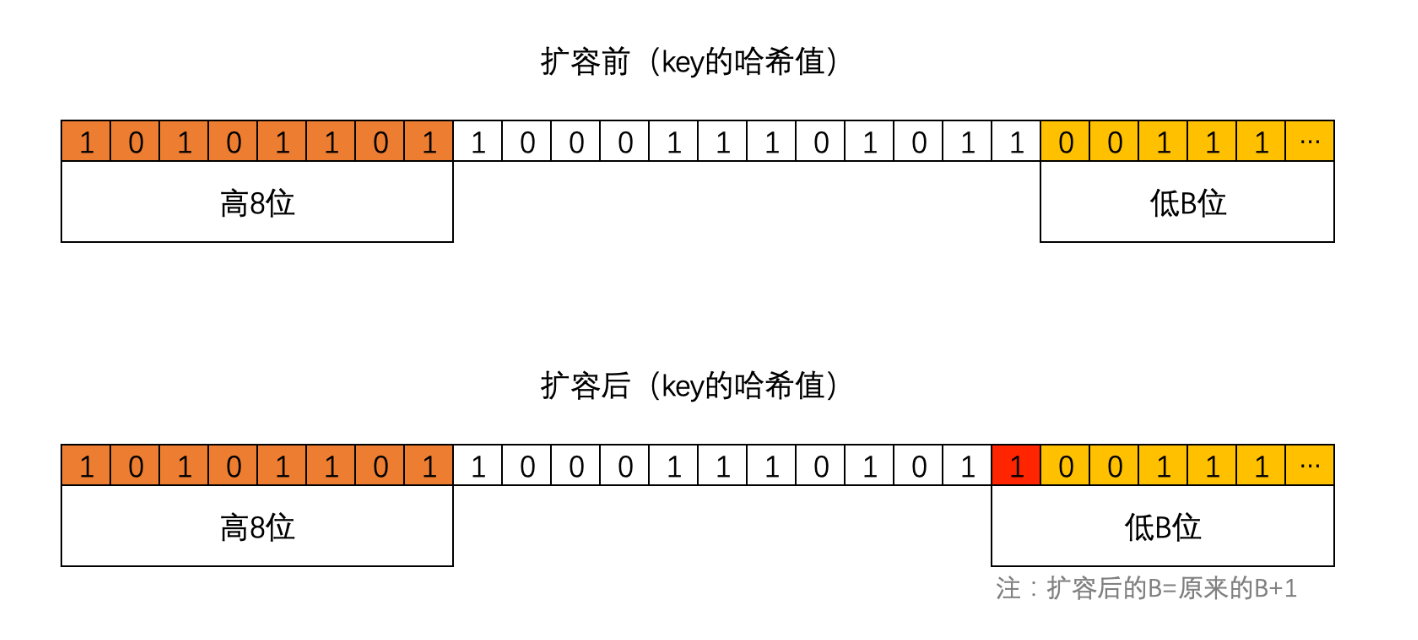 扩容前（key的哈希值）
1 0 1 0 1 1 0 1 1 0 0 0 1 1 1 0 1 0 1 1 0 0 1 1 1 ...
高8位 低B位
扩容后（key的哈希值）
1 0 1 0 1 1 0 1 1 0 0 0 1 1 1 0 1 0 1 1 0 0 1 1 1 ...
高8位 低B位
注：扩容后的B=原来的B+1